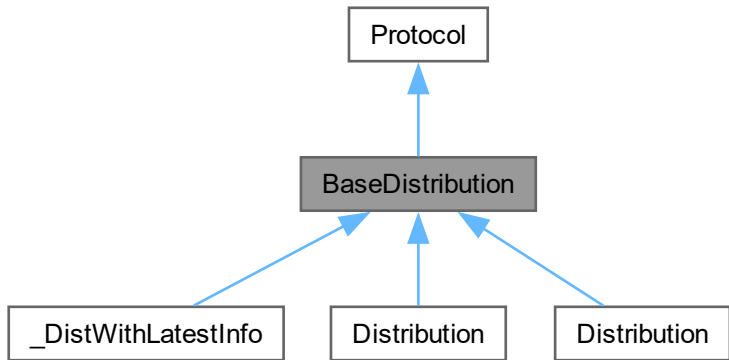 Protocol
BaseDistribution
_DistWithLatestInfo
Distribution
Distribution